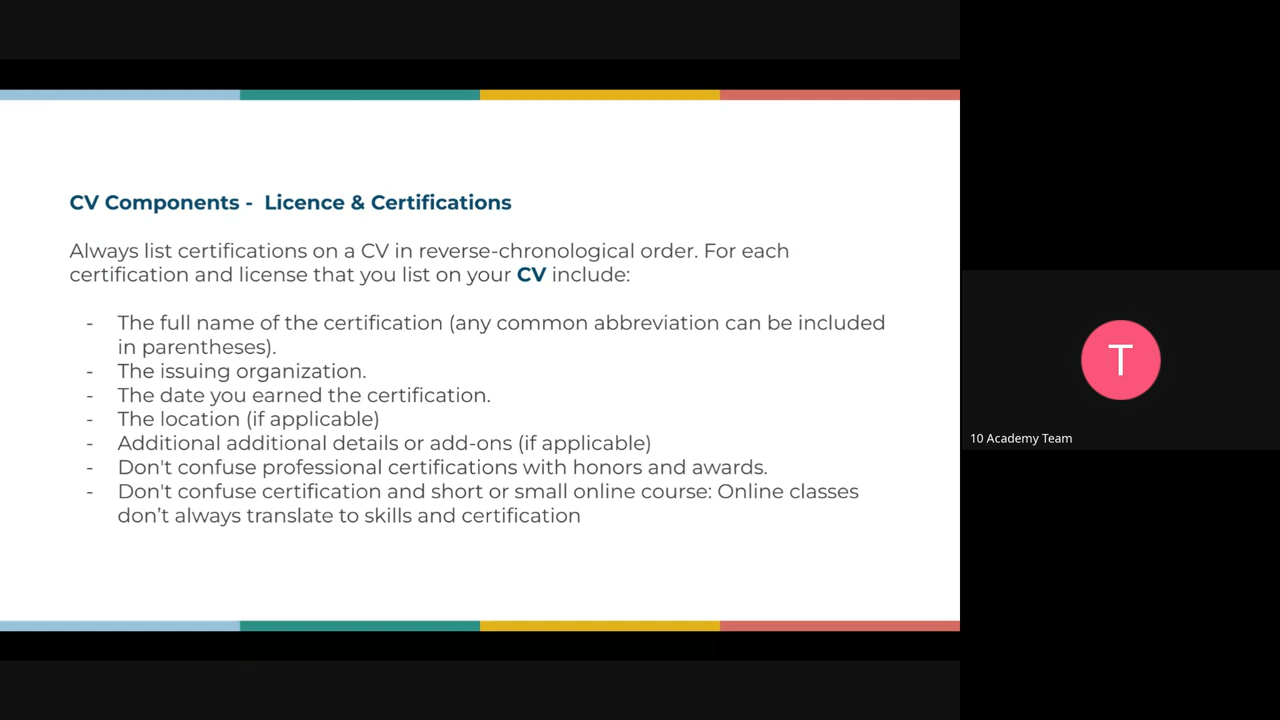 CV Components - Licence & Certifications
Always list certifications on a CV in reverse-chronological order. For each
certification and license that you list on your CV include:
- The full name of the certification (any common abbreviation can be included
in parentheses).
- The issuing organization.
- The date you earned the certification.
- The location (if applicable)
- Additional additional details or add-ons (if applicable)
- Don't confuse professional certifications with honors and awards.
- Don't confuse certification and short or small online course: Online classes
don’t always translate to skills and certification
T
10 Academy Team